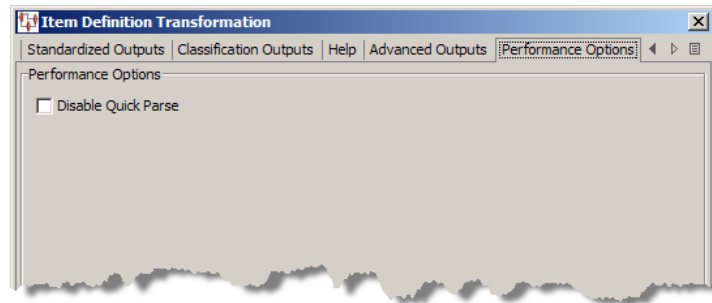 Item Definition Transformation
Standardized Outputs Classification Outputs Help Advanced Outputs Performance Options
Performance Options
Disable Quick Parse